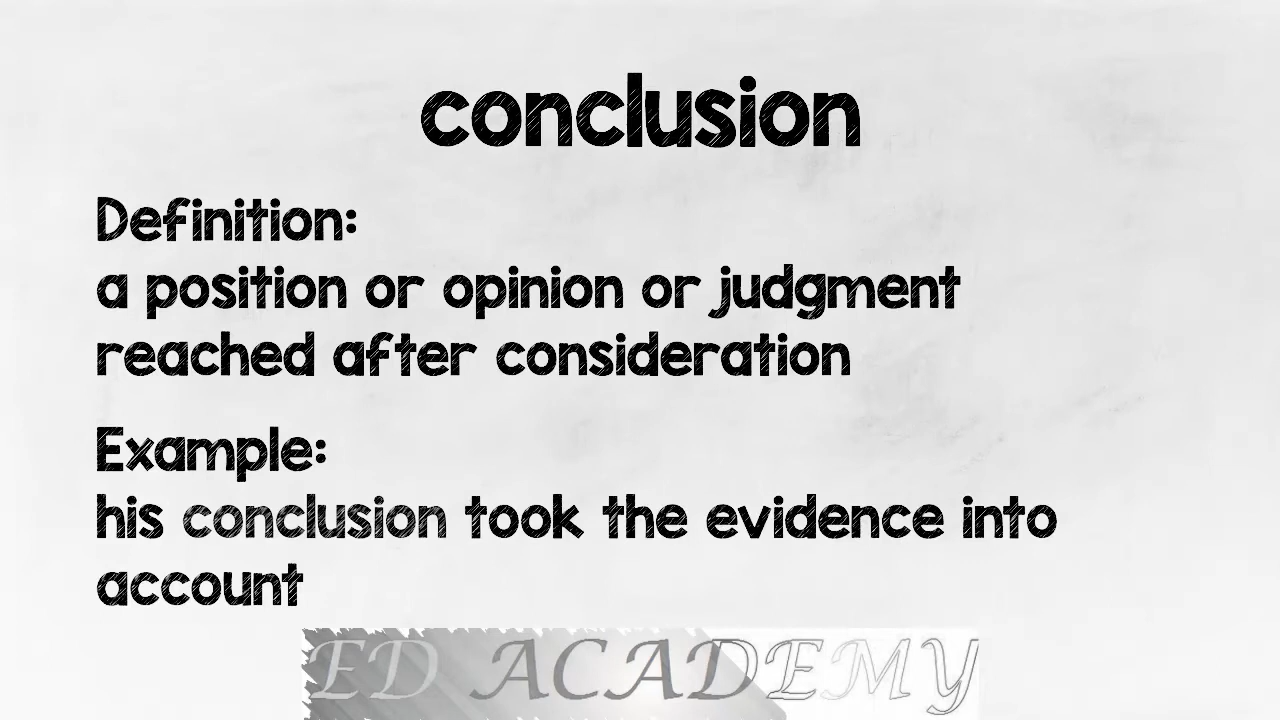 conclusion
Definition:
a position or opinion or judgment
reached after consideration
Example:
his conclusion took the evidence into
account
ED ACADEMY